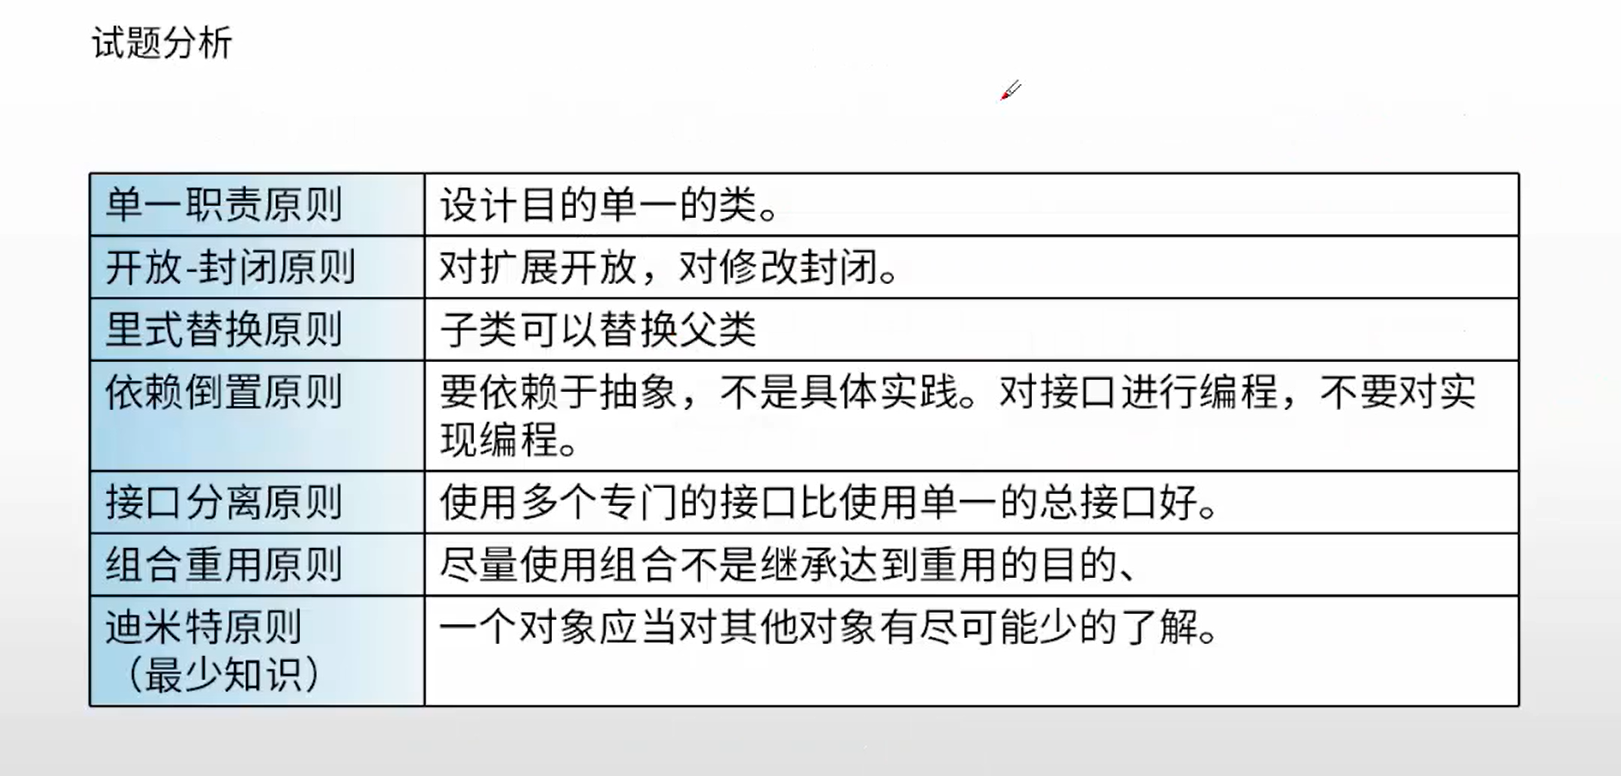 试题分析
单一职责原则
设计目的单一的类。
开放-封闭原则
对扩展开放，对修改封闭。
里式替换原则
子类可以替换父类
依赖倒置原则
要依赖于抽象，不是具体实践。对接口进行编程，不要对实
现编程。
接口分离原则
使用多个专门的接口比使用单一的总接口好。
组合重用原则
尽量使用组合不是继承达到重用的目的、
迪米特原则
（最少知识）
一个对象应当对其他对象有尽可能少的了解。